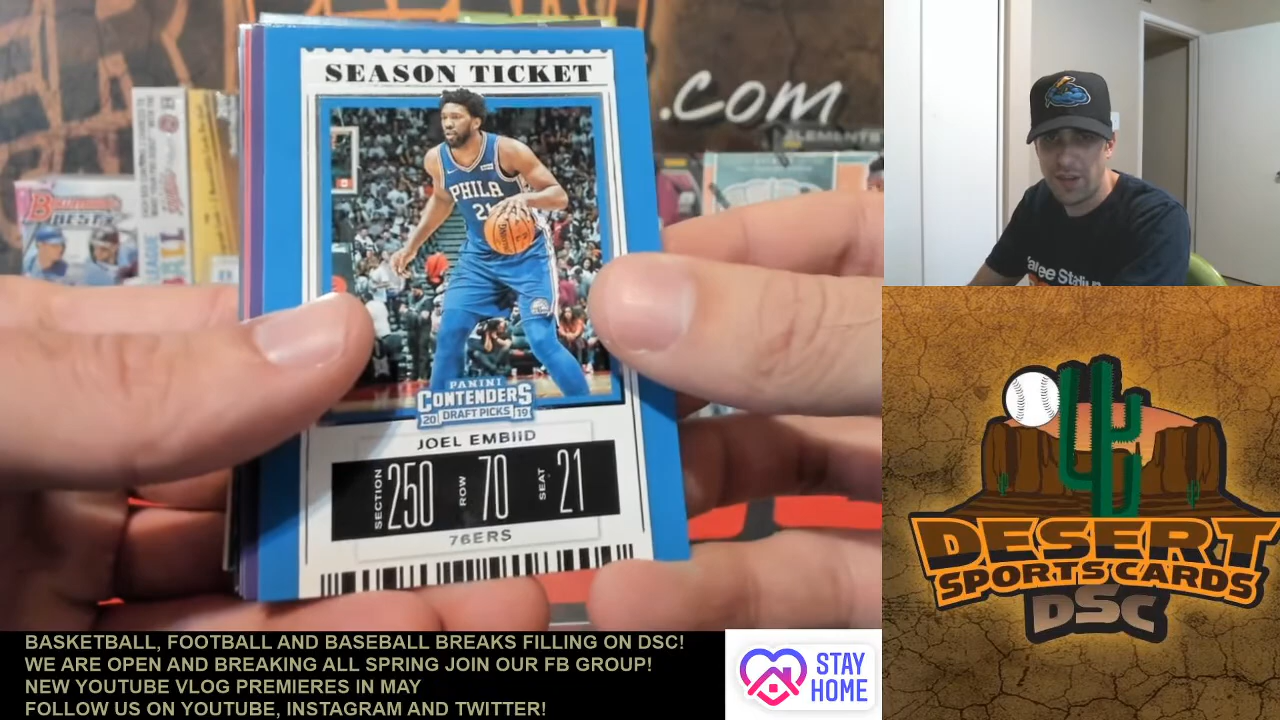 SEASON TICKET
.com
ELEMENTS
Bowman's
BEST
PHILA
21
PANINI
CONTENDERS
20 DRAFT PICKS 19
JOEL EMBIID
SECTION 250 ROW 70 SEAT 21
76ERS
DESERT
SPORTS CARDS
DSC
BASKETBALL, FOOTBALL AND BASEBALL BREAKS FILLING ON DSC!
WE ARE OPEN AND BREAKING ALL SPRING JOIN OUR FB GROUP!
NEW YOUTUBE VLOG PREMIERES IN MAY
FOLLOW US ON YOUTUBE, INSTAGRAM AND TWITTER!
STAY
HOME